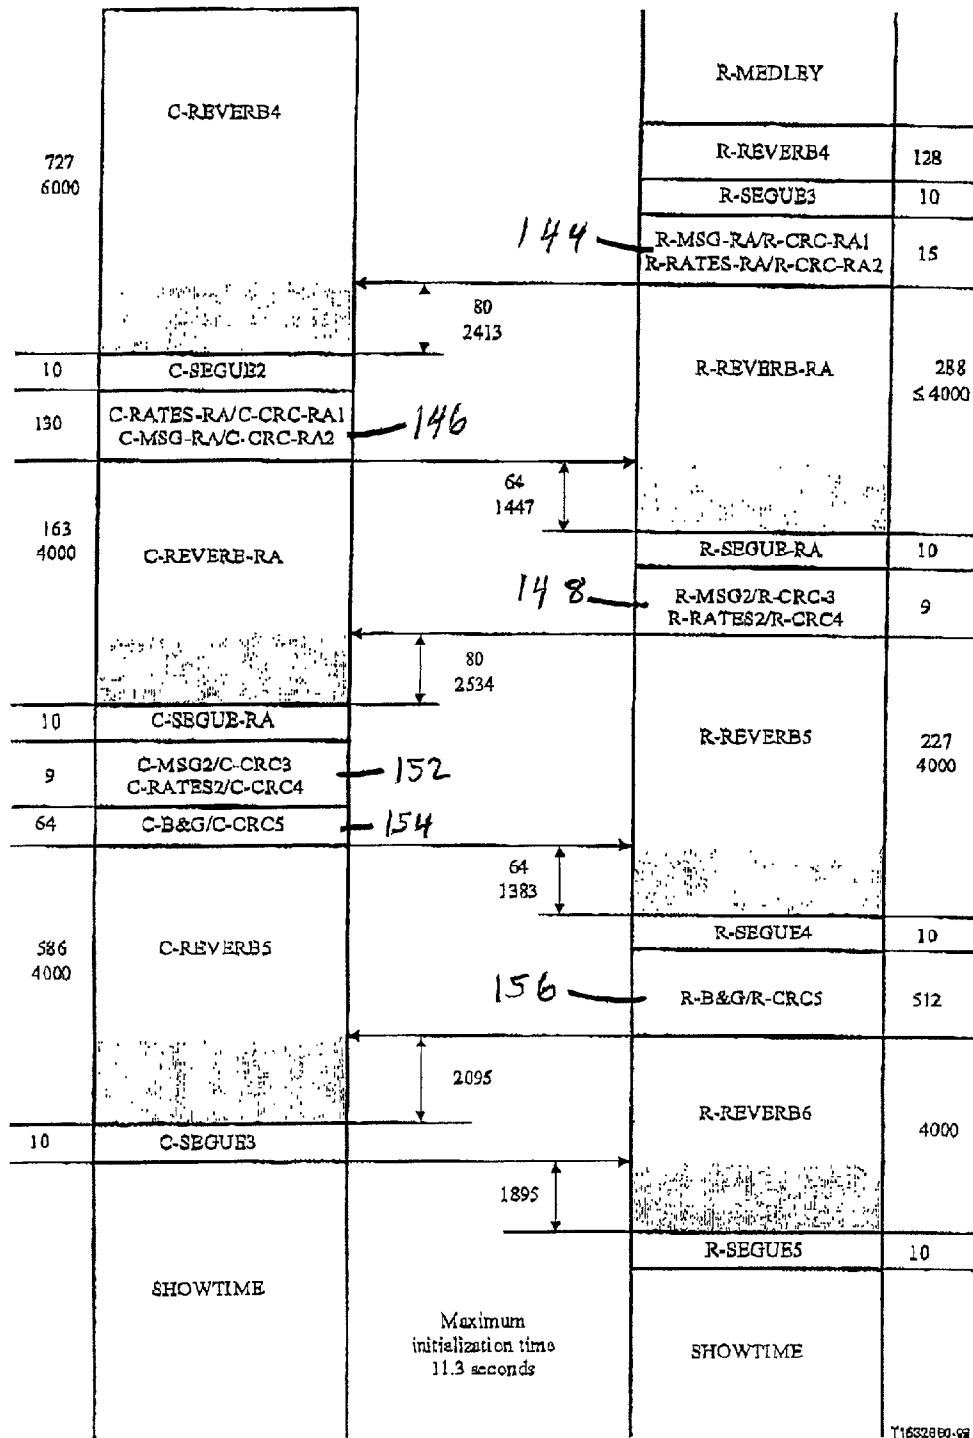 R-MEDLEY
C-REVERB4
R-REVERB4
128
727
6000
R-SEGUE3
10
144
R-MSG-RA/R-CRC-RA1
R-RATES-RA/R-CRC-RA2
15
80
2413
10
C-SEGUE2
R-REVERB-RA
288
≤ 4000
130
C-RATES-RA/C-CRC-RA1
C-MSG-RA/C-CRC-RA2
146
64
1447
163
4000
C-REVERB-RA
R-SEGUE-RA
10
148
R-MSG2/R-CRC-3
R-RATES2/R-CRC4
9
80
2534
10
C-SEGUE-RA
R-REVERB5
227
4000
9
C-MSG2/C-CRC3
C-RATES2/C-CRC4
152
64
C-B&G/C-CRC5
154
64
1383
R-SEGUE4
10
586
4000
C-REVERB5
156
R-B&G/R-CRC5
512
2095
R-REVERB6
4000
10
C-SEGUE3
1895
R-SEGUE5
10
SHOWTIME
Maximum
initialization time
11.3 seconds
SHOWTIME